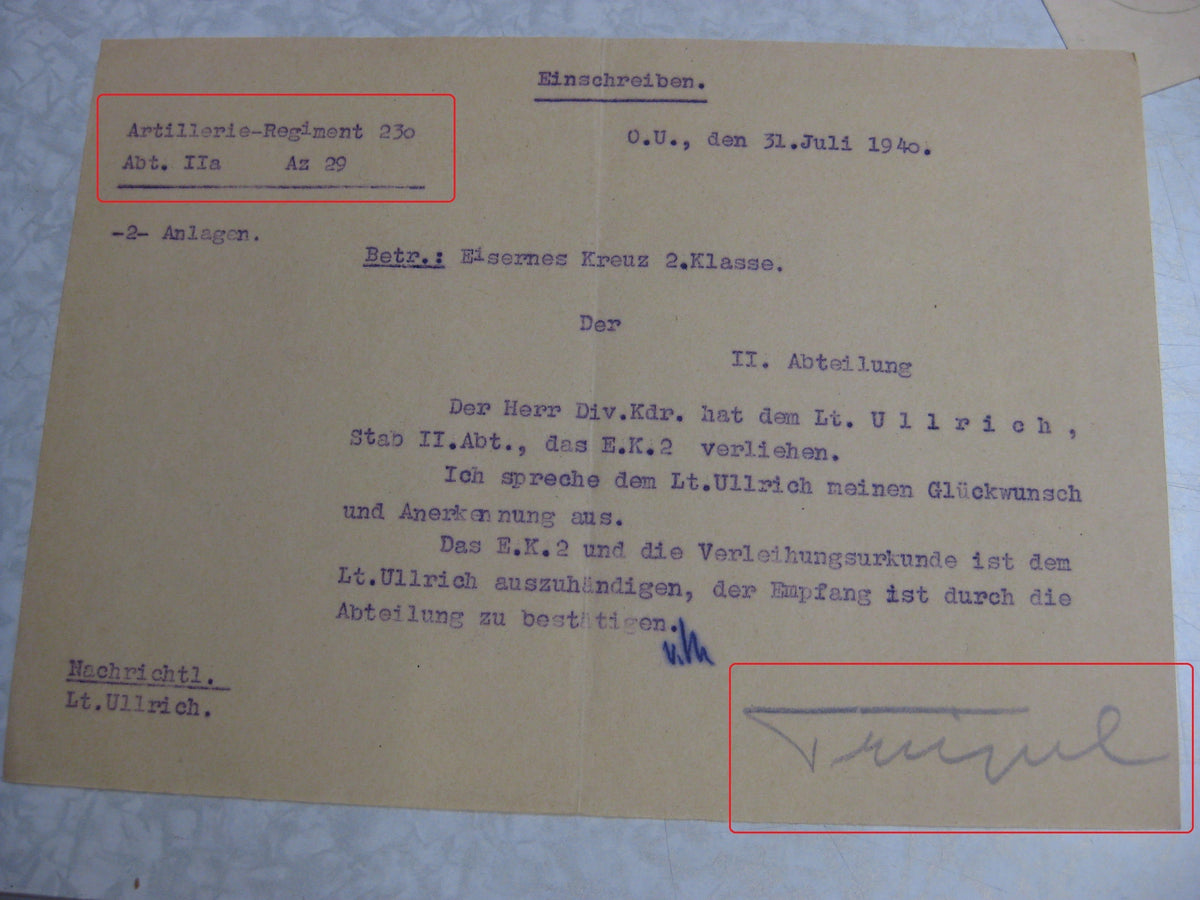 Einschreiben.
Artillerie-Regiment 230
O.U., den 31.Juli 1940.
Abt. IIa Az 29
-2- Anlagen.
Betr.: Eisernes Kreuz 2.Klasse.
Der
II. Abteilung
Der Herr Div.Kdr. hat dem Lt. U l l r i c h ,
Stab II.Abt., das E.K.2 verliehen.
Ich spreche dem Lt.Ullrich meinen Glückwunsch
und Anerkennung aus.
Das E.K.2 und die Verleihungsurkunde ist dem
Lt.Ullrich auszuhändigen, der Empfang ist durch die
Abteilung zu bestätigen.
Nachrichtl.
Lt.Ullrich.